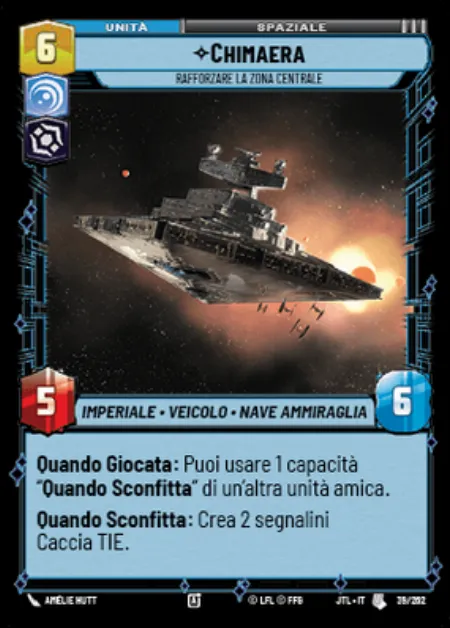 UNITÀ
SPAZIALE
6
CHIMAERA
RAFFORZARE LA ZONA CENTRALE
5
IMPERIALE • VEICOLO • NAVE AMMIRAGLIA
6
Quando Giocata: Puoi usare 1 capacità
"Quando Sconfitta" di un'altra unità amica.
Quando Sconfitta: Crea 2 segnalini
Caccia TIE.
AMÉLIE HUTT
© LFL © FFG
JTL • IT
39/262